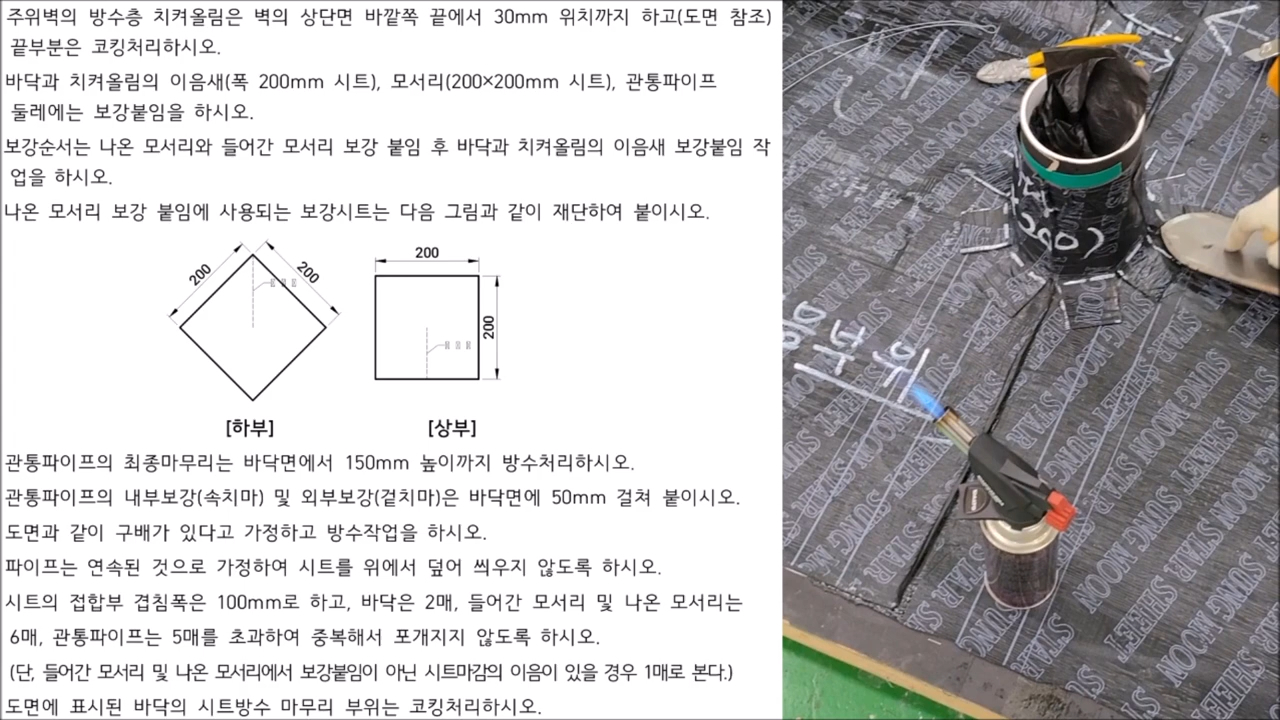 주위벽의 방수층 치켜올림은 벽의 상단면 바깥쪽 끝에서 30mm 위치까지 하고(도면 참조)
끝부분은 코킹처리하시오.
바닥과 치켜올림의 이음새(폭 200mm 시트), 모서리(200×200mm 시트), 관통파이프
둘레에는 보강붙임을 하시오.
보강순서는 나온 모서리와 들어간 모서리 보강 붙임 후 바닥과 치켜올림의 이음새 보강붙임 작
업을 하시오.
나온 모서리 보강 붙임에 사용되는 보강시트는 다음 그림과 같이 재단하여 붙이시오.
200 200 200
200
[하부] [상부]
관통파이프의 최종마무리는 바닥면에서 150mm 높이까지 방수처리하시오.
관통파이프의 내부보강(속치마) 및 외부보강(겉치마)은 바닥면에 50mm 걸쳐 붙이시오.
도면과 같이 구배가 있다고 가정하고 방수작업을 하시오.
파이프는 연속된 것으로 가정하여 시트를 위에서 덮어 씌우지 않도록 하시오.
시트의 접합부 겹침폭은 100mm로 하고, 바닥은 2매, 들어간 모서리 및 나온 모서리는
6매, 관통파이프는 5매를 초과하여 중복해서 포개지지 않도록 하시오.
(단, 들어간 모서리 및 나온 모서리에서 보강붙임이 아닌 시트마감의 이음이 있을 경우 1매로 본다.)
도면에 표시된 바닥의 시트방수 마무리 부위는 코킹처리하시오.
SUNG MOON
STAR SHEET
SUNG MOON
STAR SHEET
SUNG MOON
STAR SHEET